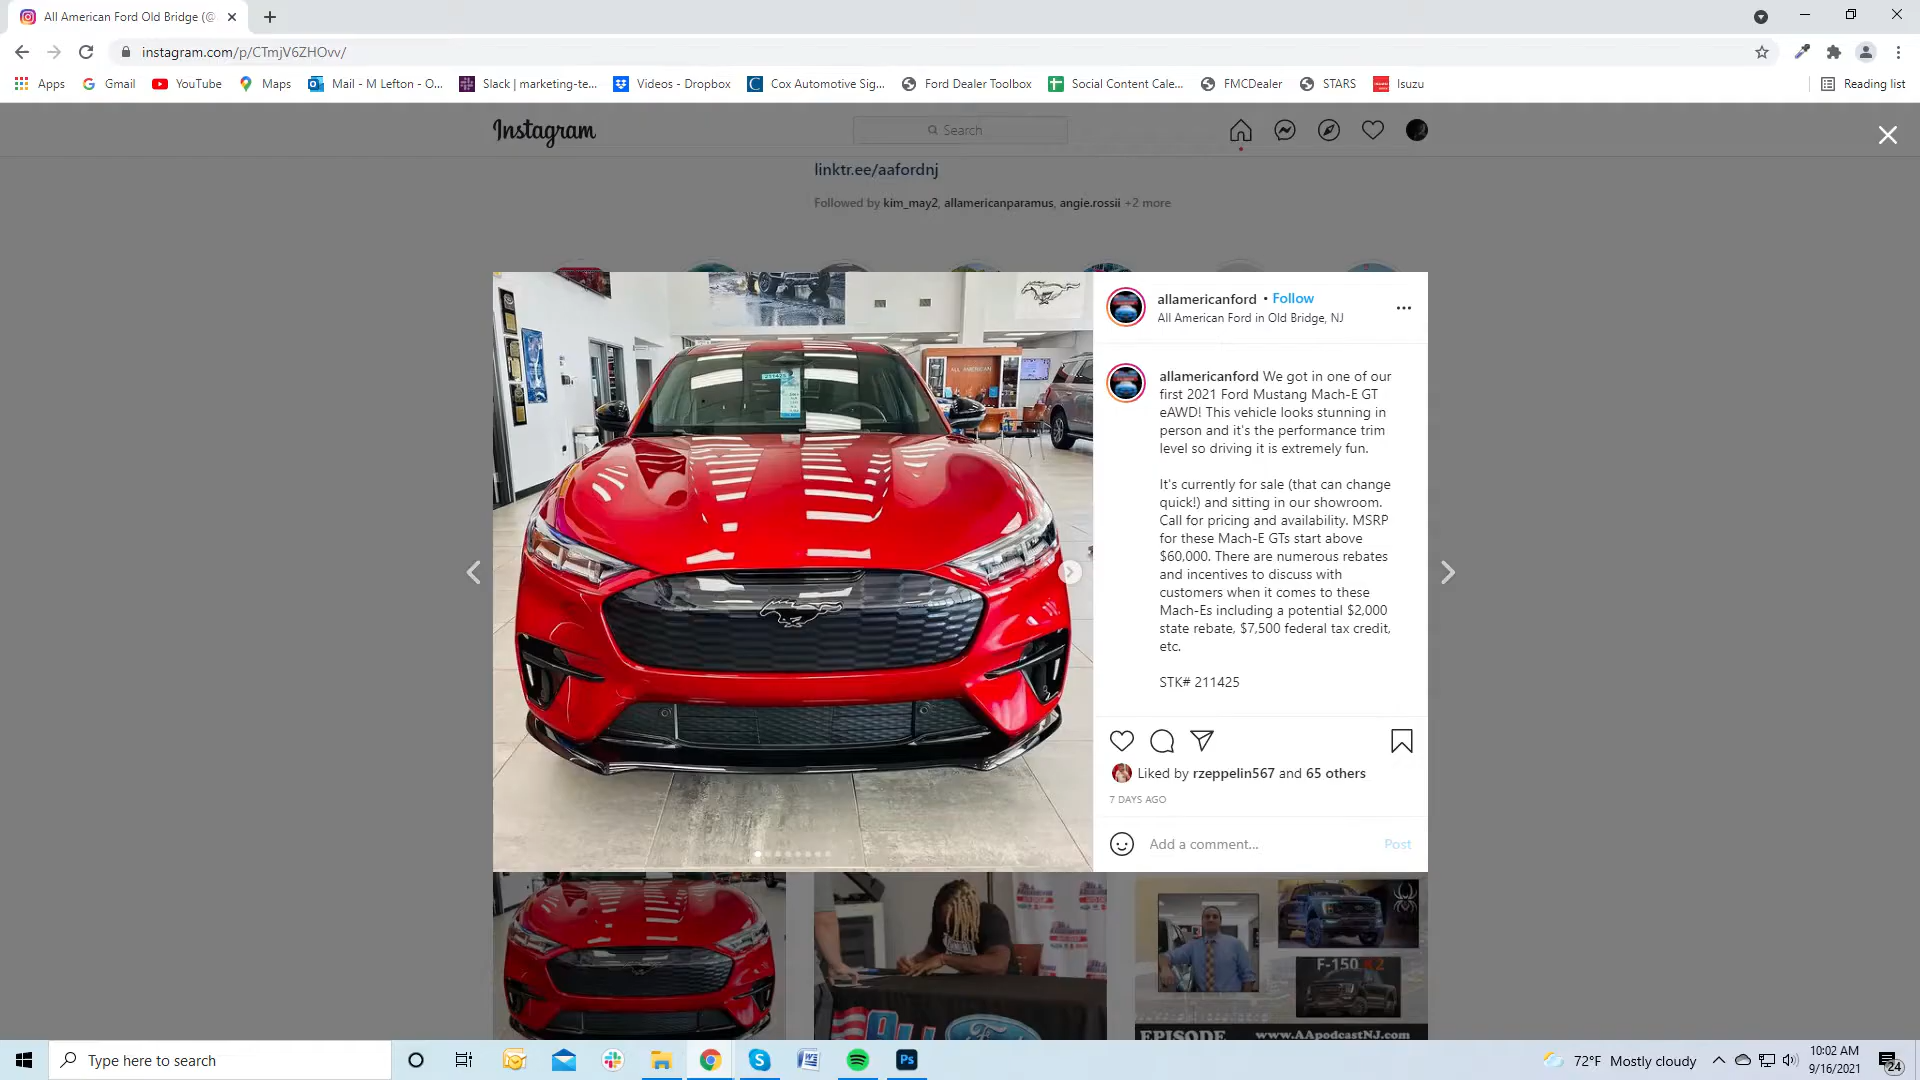 All American Ford Old Bridge (@
instagram.com/p/CTmjV6ZHOvv/
Apps
Gmail
YouTube
Maps
Mail - M Lefton - O...
Slack | marketing-te...
Videos - Dropbox
Cox Automotive Sig...
Ford Dealer Toolbox
Social Content Cale...
FMCDealer
STARS
Isuzu
Reading list
Instagram
Search
linktr.ee/aafordnj
Followed by kim_may2, allamericanparamus, angie.rossii +2 more
ALL AMERICAN
allamericanford • Follow
All American Ford in Old Bridge, NJ
allamericanford We got in one of our
first 2021 Ford Mustang Mach-E GT
eAWD! This vehicle looks stunning in
person and it's the performance trim
level so driving it is extremely fun.
It's currently for sale (that can change
quick!) and sitting in our showroom.
Call for pricing and availability. MSRP
for these Mach-E GTs start above
$60,000. There are numerous rebates
and incentives to discuss with
customers when it comes to these
Mach-Es including a potential $2,000
state rebate, $7,500 federal tax credit,
etc.
STK# 211425
Liked by rzeppelin567 and 65 others
7 DAYS AGO
Add a comment...
Post
Ford
F-150
EPISODE
www.AApodcastNJ.com
Type here to search
Ps
72°F Mostly cloudy
10:02 AM
9/16/2021
24